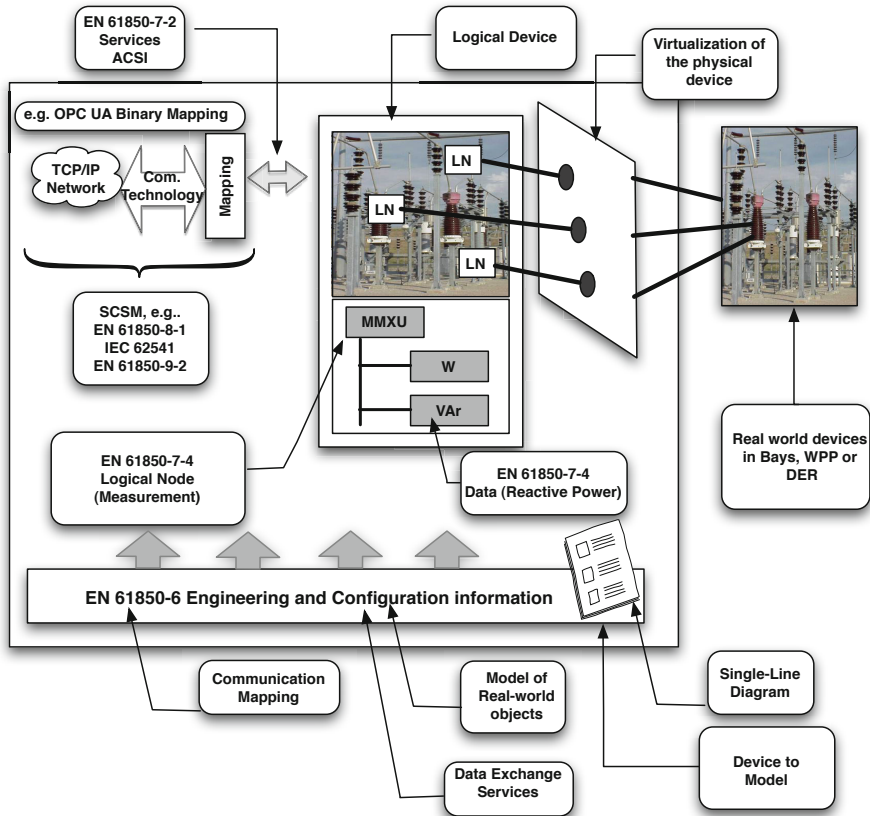 EN 61850-7-2
Services
ACSI
Logical Device
Virtualization of
the physical
device
e.g. OPC UA Binary Mapping
TCP/IP
Network
Com.
Technology
Mapping
LN
LN
LN
SCSM, e.g..
EN 61850-8-1
IEC 62541
EN 61850-9-2
MMXU
W
VAr
Real world devices
in Bays, WPP or
DER
EN 61850-7-4
Logical Node
(Measurement)
EN 61850-7-4
Data (Reactive Power)
EN 61850-6 Engineering and Configuration information
Communication
Mapping
Model of
Real-world
objects
Single-Line
Diagram
Data Exchange
Services
Device to
Model